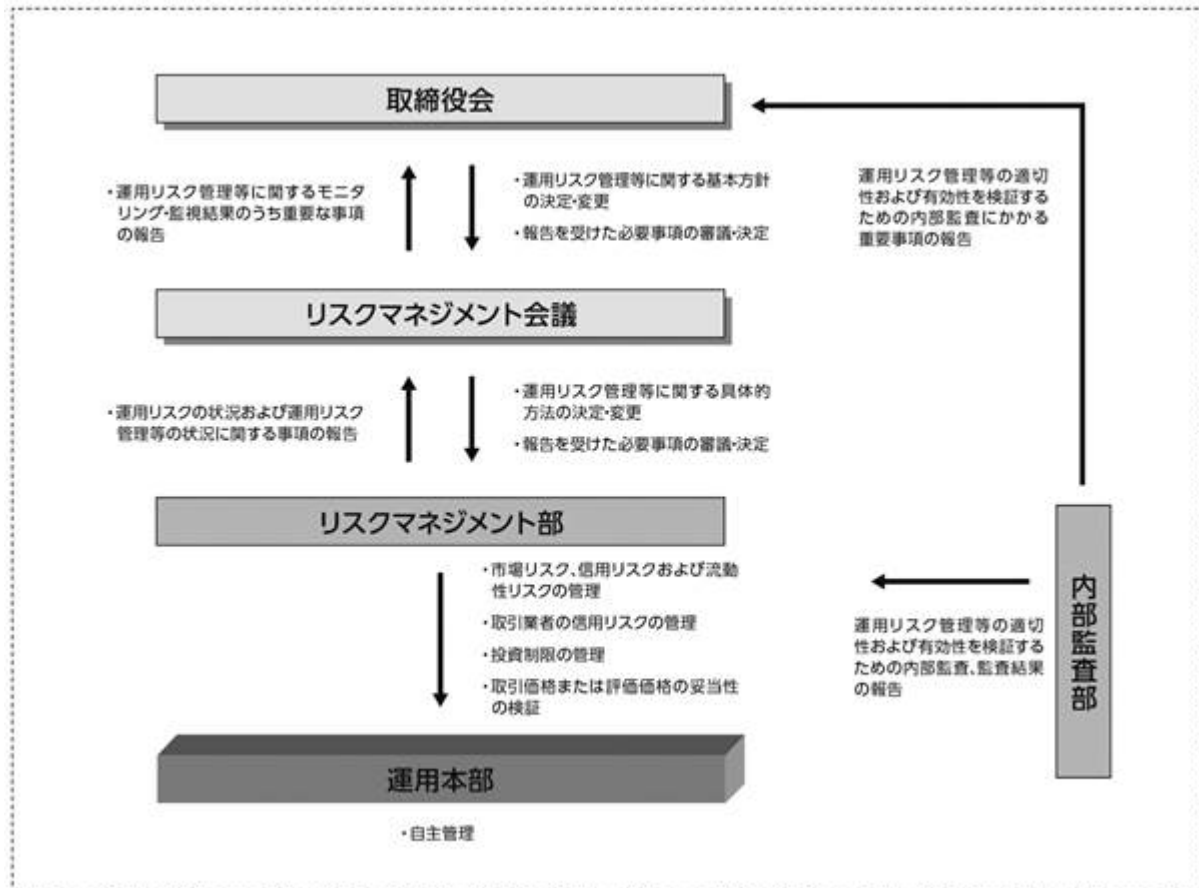 取締役会
・運用リスク管理等に関するモニタ
リング・監視結果のうち重要な事項
の報告
・運用リスク管理等に関する基本方針
の決定・変更
・報告を受けた必要事項の審議・決定
運用リスク管理等の適切
性および有効性を検証する
ための内部監査にかかる
重要事項の報告
リスクマネジメント会議
・運用リスクの状況および運用リスク
管理等の状況に関する事項の報告
・運用リスク管理等に関する具体的
方法の決定・変更
・報告を受けた必要事項の審議・決定
リスクマネジメント部
・市場リスク、信用リスクおよび流動
性リスクの管理
・取引業者の信用リスクの管理
・投資制限の管理
・取引価格または評価価格の妥当性
の検証
運用リスク管理等の適切
性および有効性を検証する
ための内部監査、監査結果
の報告
内部監査部
運用本部
・自主管理